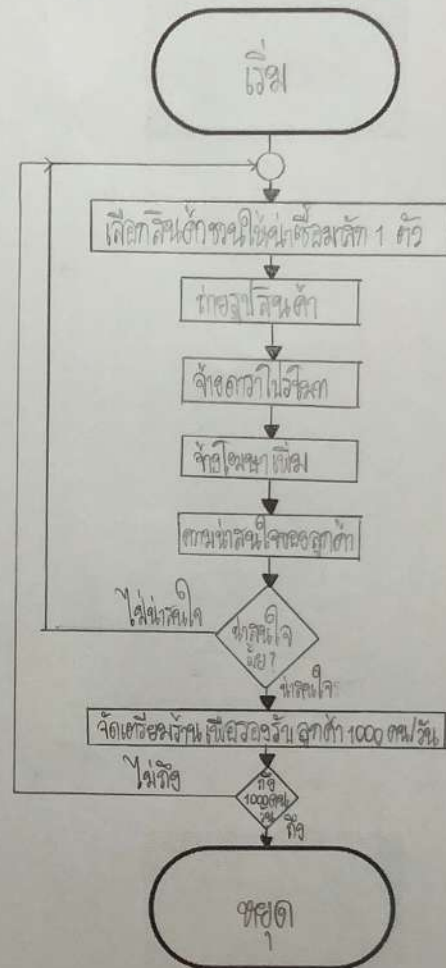 เริ่ม
เลือกสินค้าชวนให้น่าซื้อมาสัก 1 ตัว
ถ่ายรูปสินค้า
จ้างดาราโปรโมท
จ้างโฆษณาเพิ่ม
ความน่าสนใจของลูกค้า
ไม่น่าสนใจ
น่าสนใจ
มั้ย?
น่าสนใจ
จัดเตรียมร้านเพื่อรองรับลูกค้า 1000 คน/วัน
ไม่ถึง
ถึง
1000 คน
ถึง
หยุด